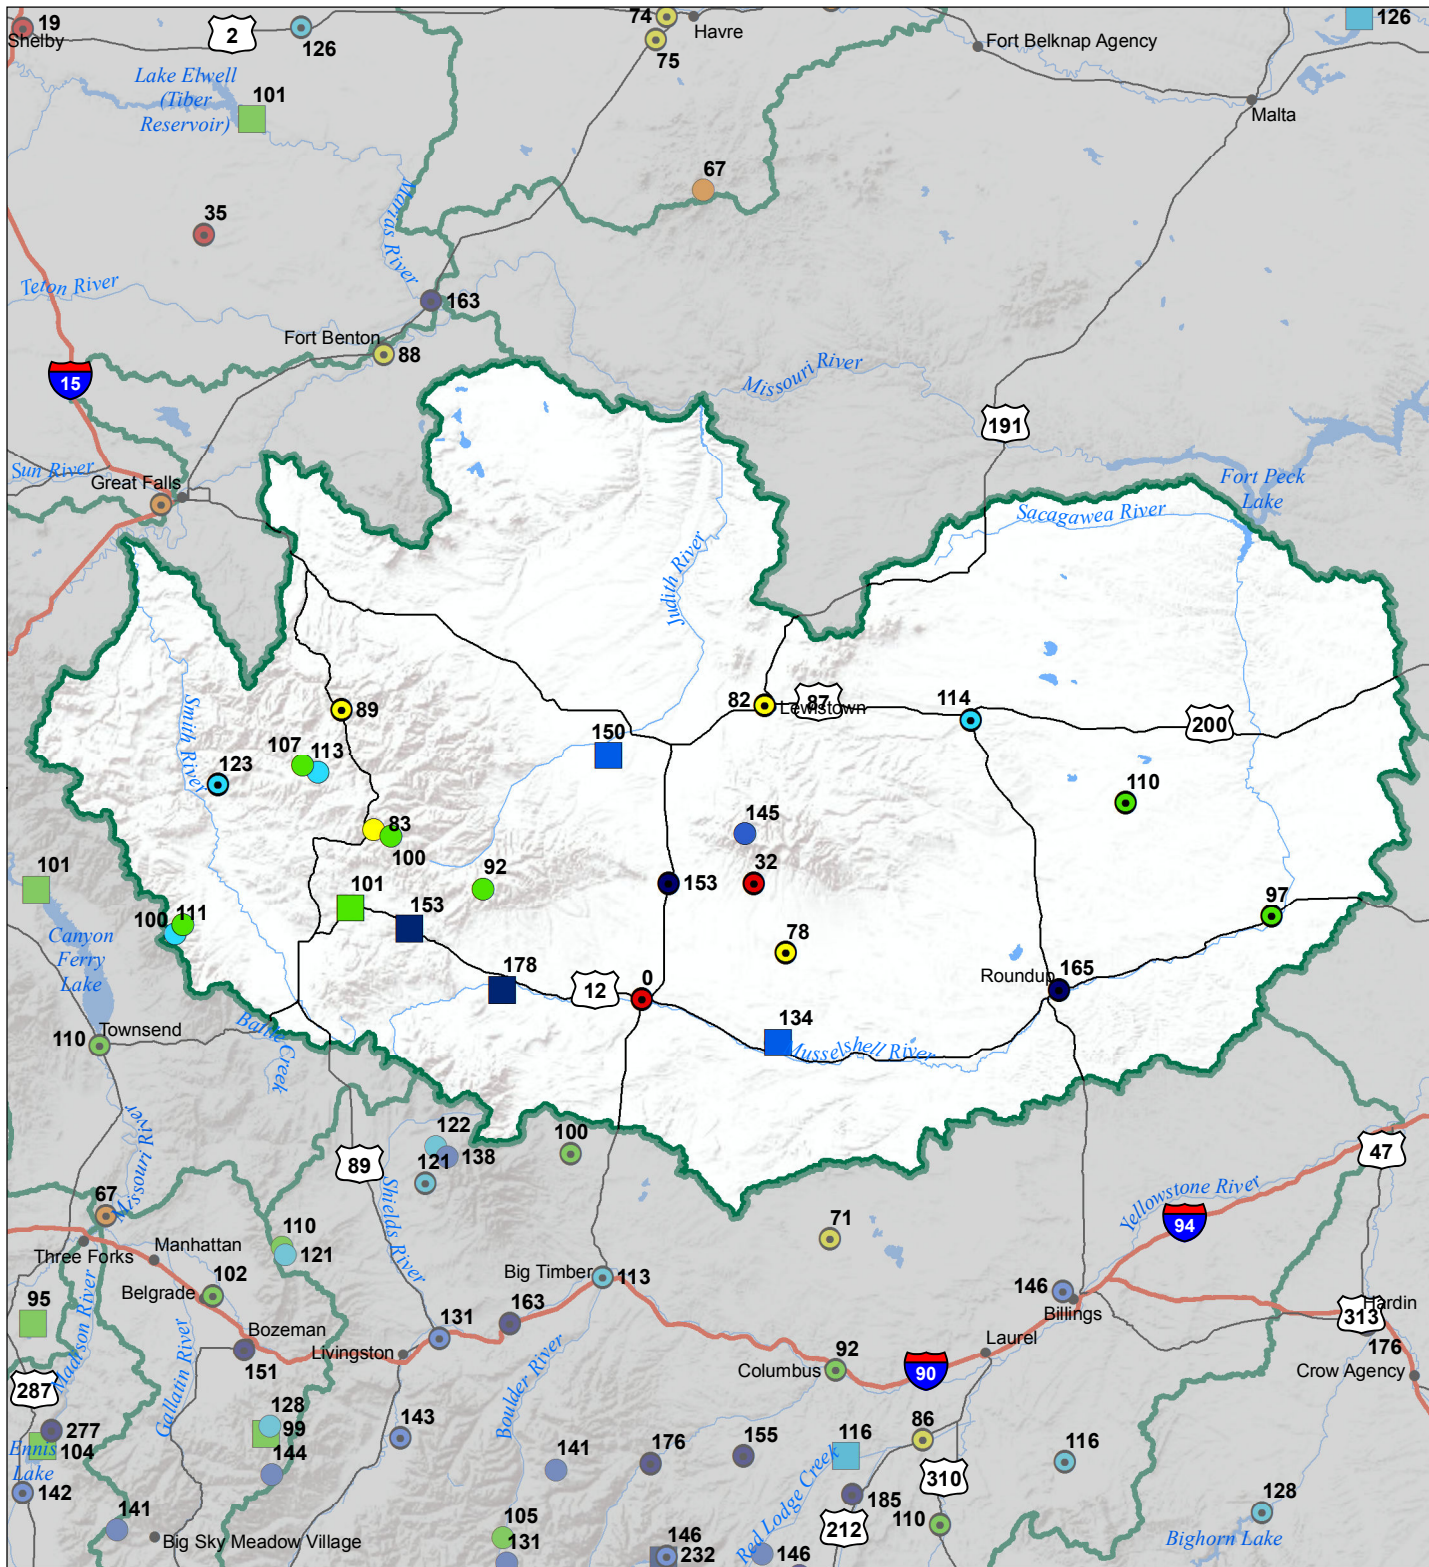 19
Shelby
2
126
74
Havre
75
Fort Belknap Agency
126
Malta
Lake Elwell
(Tiber
Reservoir)
101
67
35
Marias River
Teton River
163
Fort Benton
88
15
Missouri River
191
Sun River
Great Falls
Fort Peck
Lake
Sacagawea River
Judith River
Smith River
89
82
87
Lewistown
114
200
150
107
113
123
110
83
100
145
92
32
153
101
101
153
97
100
111
Canyon
Ferry
Lake
78
178
0
12
Roundup
165
Townsend
110
Battle Creek
134
Musselshell River
Missouri River
122
138
121
100
89
47
Shields River
67
Yellowstone River
94
Three Forks
Manhattan
110
121
71
102
Belgrade
Big Timber
113
146
Billings
Hardin
313
176
95
Madison River
Bozeman
151
Gallatin River
Livingston
131
163
Boulder River
Laurel
Columbus
92
90
Crow Agency
287
277
104
Ennis
Lake
128
99
144
143
141
176
155
116
86
116
310
Red Lodge Creek
185
212
110
128
Bighorn Lake
142
141
Big Sky Meadow Village
105
131
146
232
146